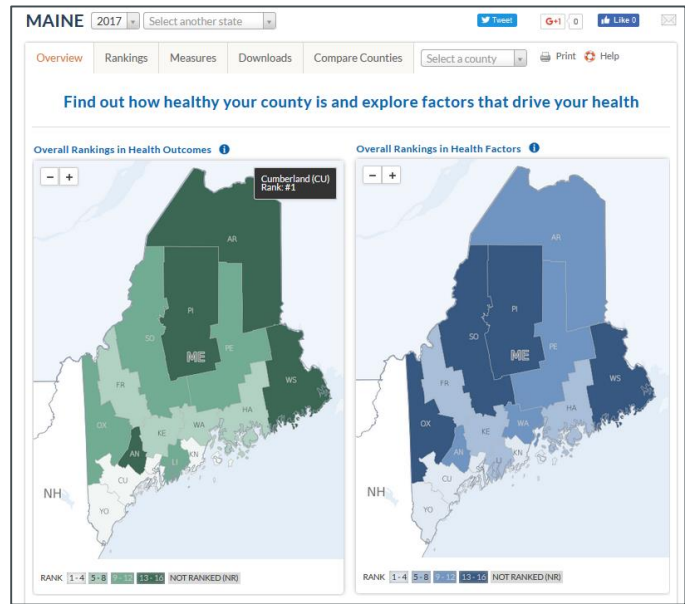 MAINE 2017 Select another state Tweet G+1 0 Like 0
Overview Rankings Measures Downloads Compare Counties Select a county Print Help
Find out how healthy your county is and explore factors that drive your health
Overall Rankings in Health Outcomes i
Overall Rankings in Health Factors i
- +
Cumberland (CU)
Rank: #1
AR
PI
SO
ME
PE
WS
FR
HA
WA
OX
KE
KN
AN
LI
CU
NH
YO
RANK 1 - 4 5 - 8 9 - 12 13 - 16 NOT RANKED (NR)
- +
AR
PI
SO
ME
PE
WS
FR
HA
WA
OX
KE
KN
AN
LI
CU
NH
YO
RANK 1 - 4 5 - 8 9 - 12 13 - 16 NOT RANKED (NR)